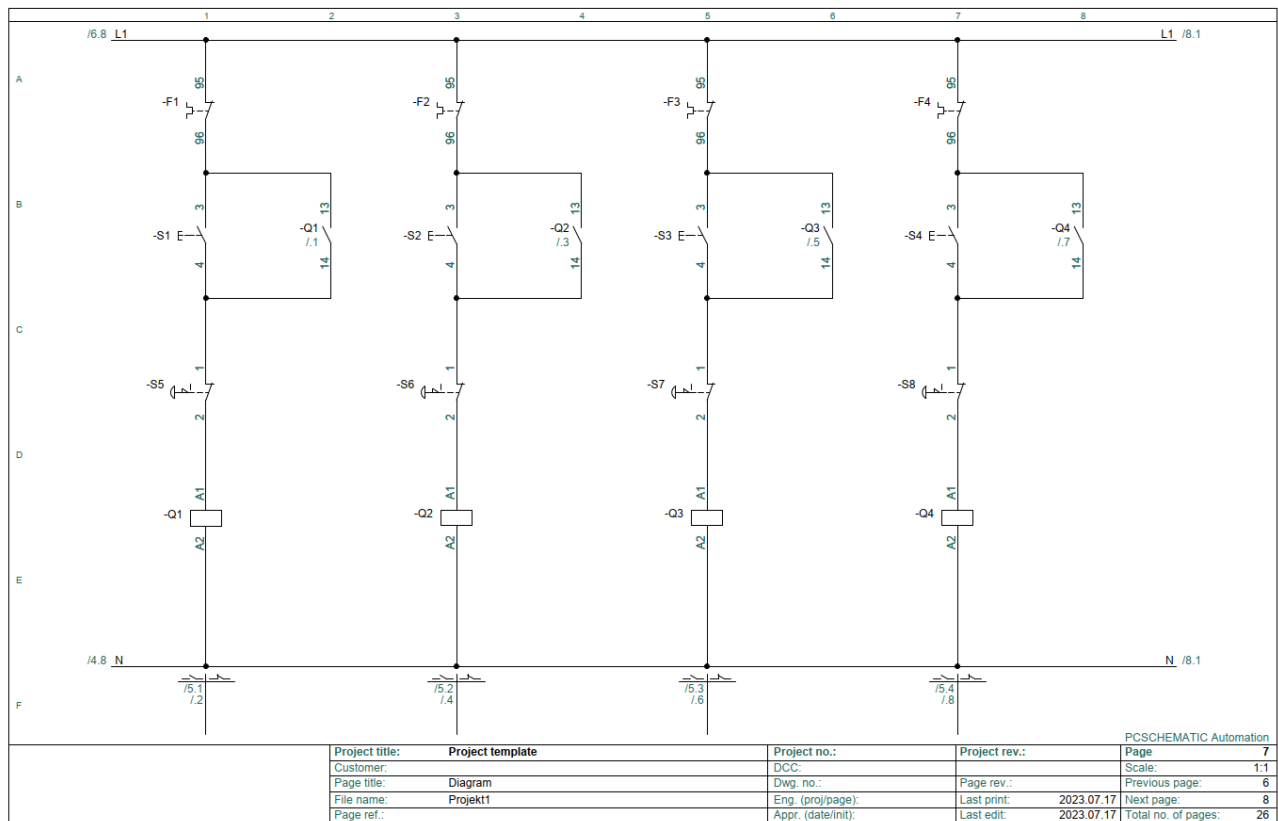 1 2 3 4 5 6 7 8
/6.8 L1 L1 /8.1
A
95 95 95 95
-F1 -F2 -F3 -F4
96 96 96 96
B
3 13 3 13 3 13 3 13
-S1 -Q1 -S2 -Q2 -S3 -Q3 -S4 -Q4
/.1 /.3 /.5 /.7
4 14 4 14 4 14 4 14
C
1 1 1 1
-S5 -S6 -S7 -S8
2 2 2 2
D
A1 A1 A1 A1
-Q1 -Q2 -Q3 -Q4
A2 A2 A2 A2
E
/4.8 N N /8.1
/5.1 /5.2 /5.3 /5.4
/.2 /.4 /.6 /.8
F
PCSCHEMATIC Automation
Project title: Project template Project no.: Project rev.: Page 7
Customer: DCC: Scale: 1:1
Page title: Diagram Dwg. no.: Page rev.: Previous page: 6
File name: Projekt1 Eng. (proj/page): Last print: 2023.07.17 Next page: 8
Page ref.: Appr. (date/init): Last edit: 2023.07.17 Total no. of pages: 26